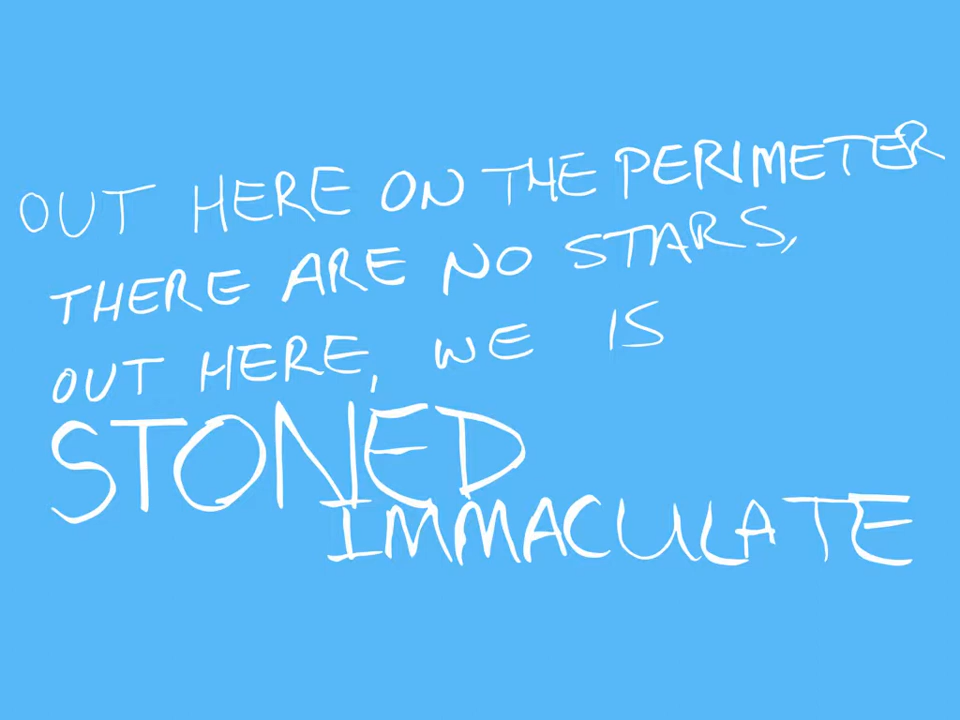 OUT HERE ON THE PERIMETER
THERE ARE NO STARS,
OUT HERE, WE IS
STONED
IMMACULATE